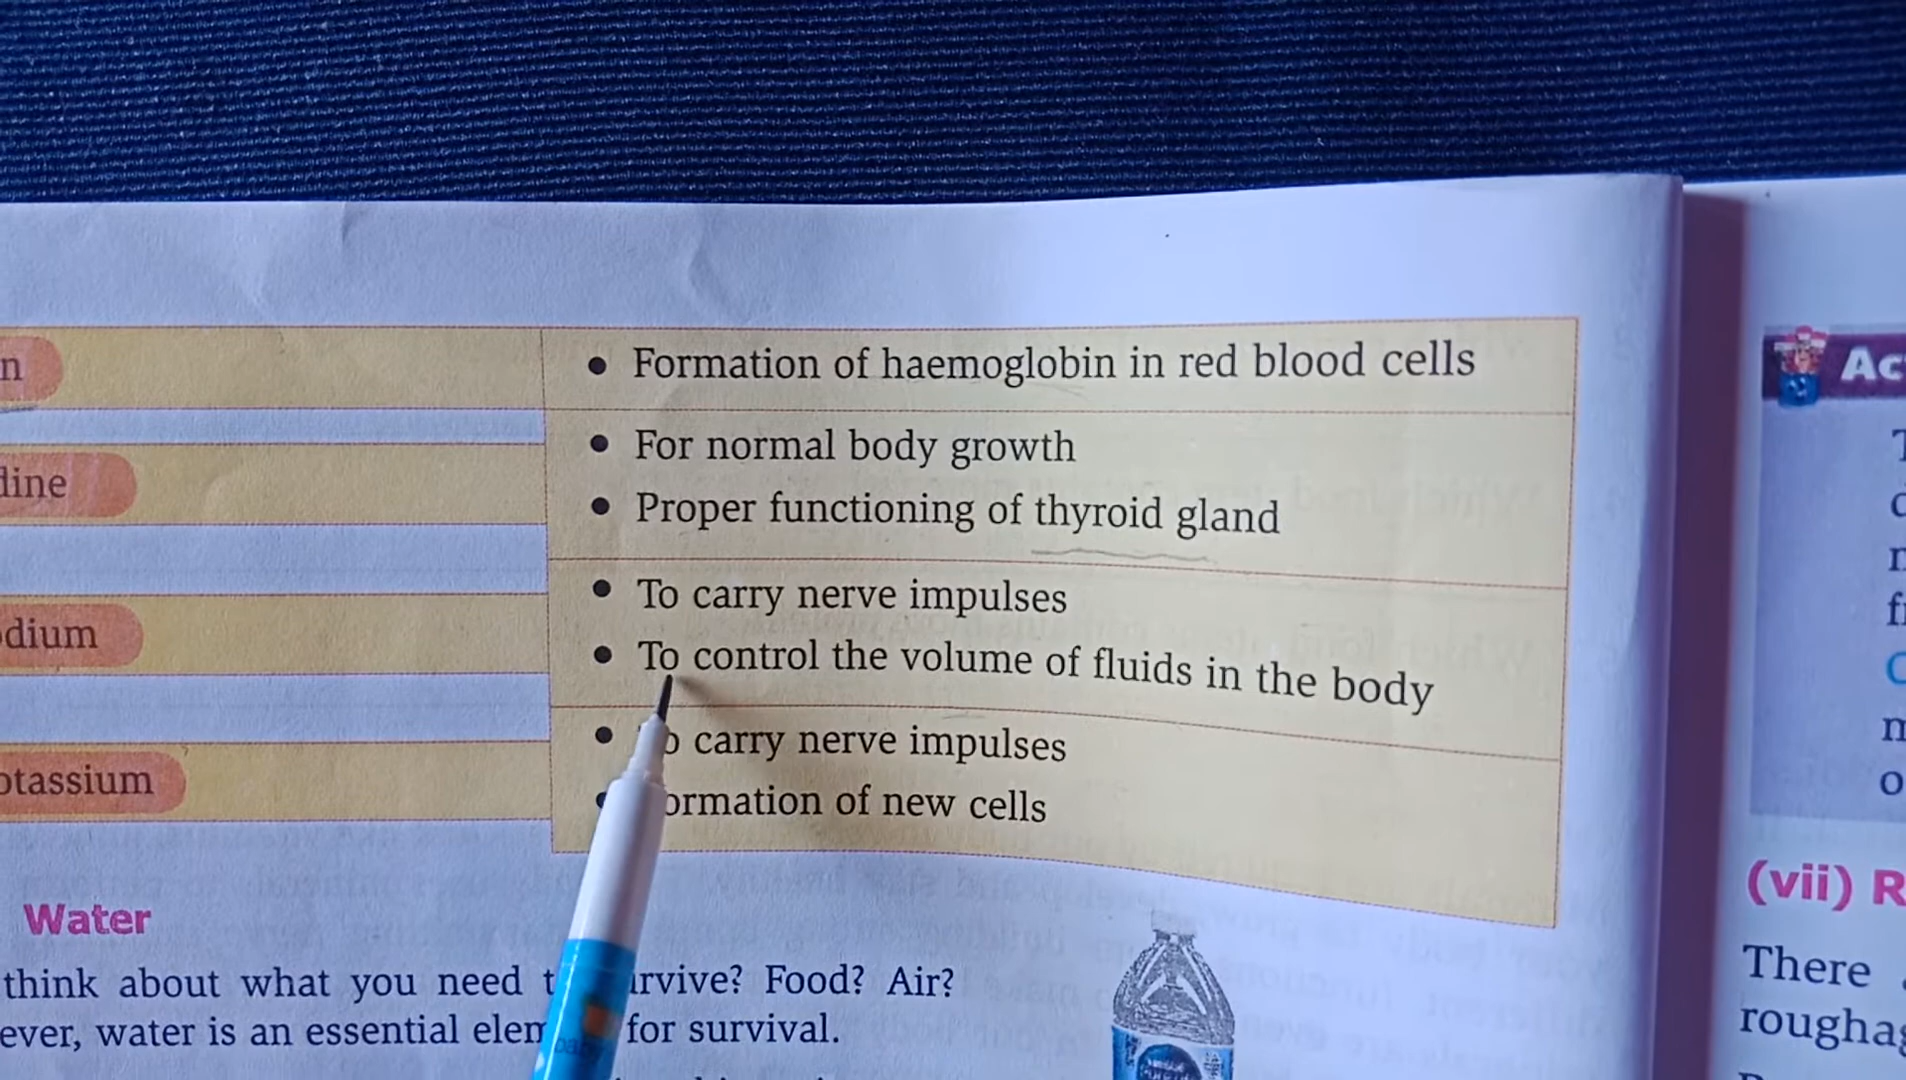 Formation of haemoglobin in red blood cells
dine
For normal body growth
Proper functioning of thyroid gland
dium
To carry nerve impulses
To control the volume of fluids in the body
otassium
carry nerve impulses
ormation of new cells
Water
think about what you need t urvive? Food? Air?
ever, water is an essential elem for survival.
Ac
(vii) R
There
roughag